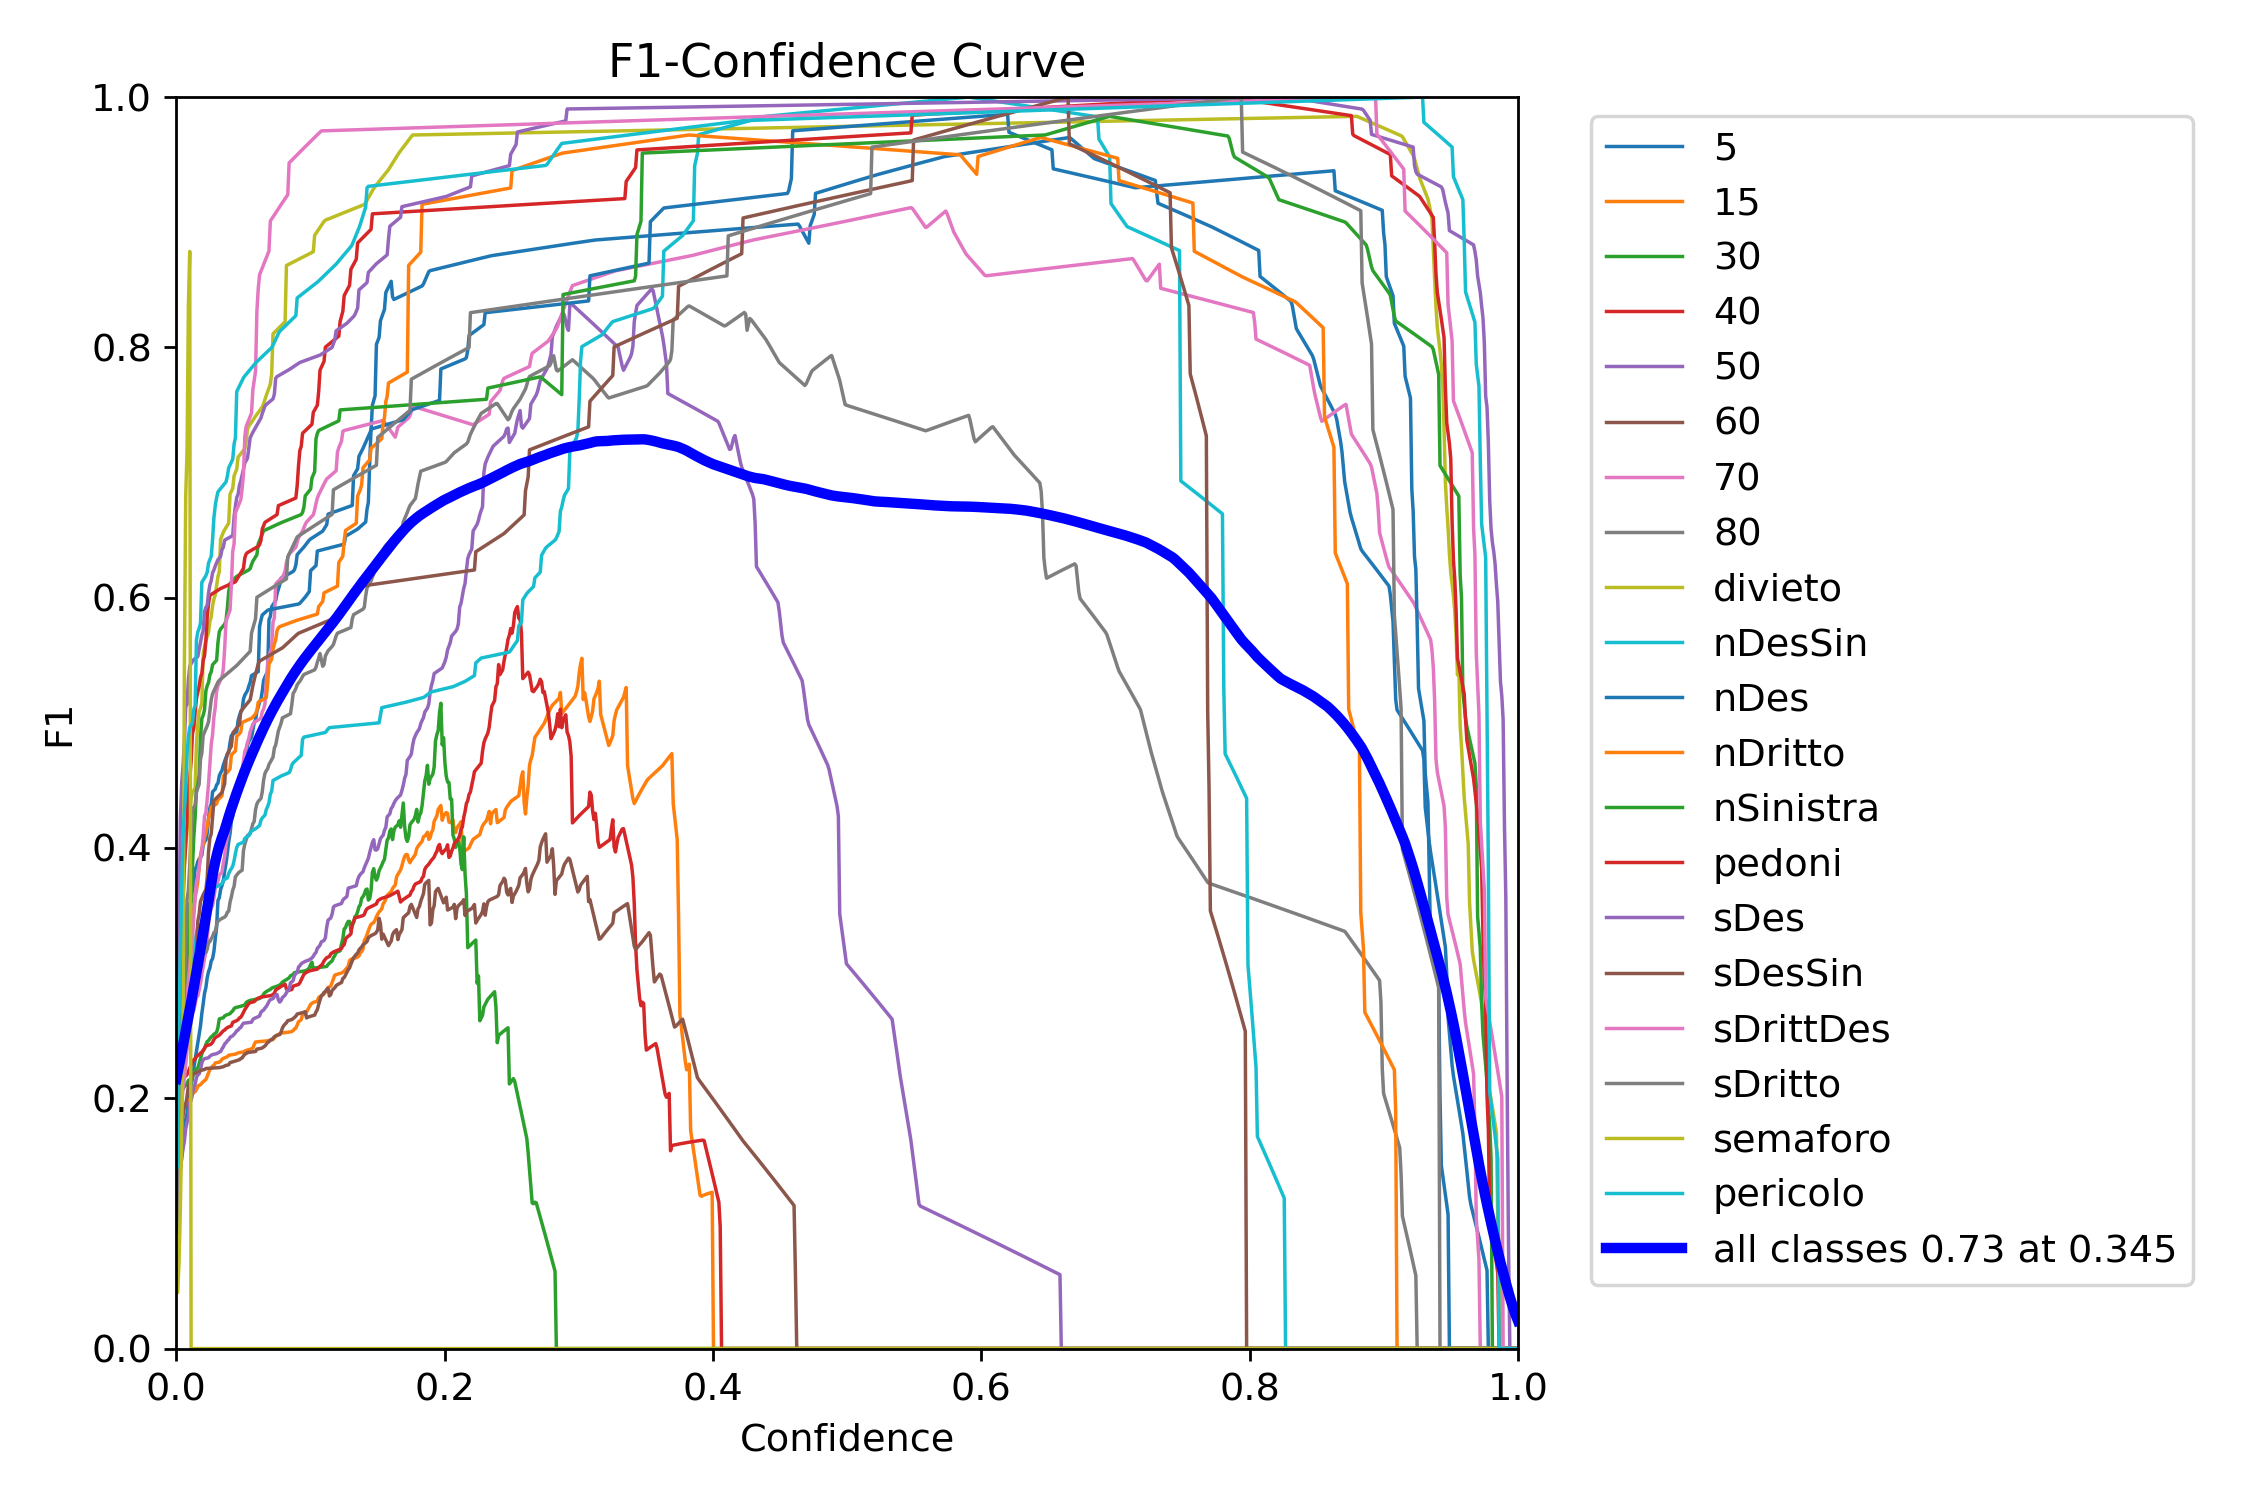 F1-Confidence Curve
1.0
0.8
0.6
0.4
0.2
0.0
F1
0.0 0.2 0.4 0.6 0.8 1.0
Confidence
5
15
30
40
50
60
70
80
divieto
nDesSin
nDes
nDritto
nSinistra
pedoni
sDes
sDesSin
sDrittDes
sDritto
semaforo
pericolo
all classes 0.73 at 0.345